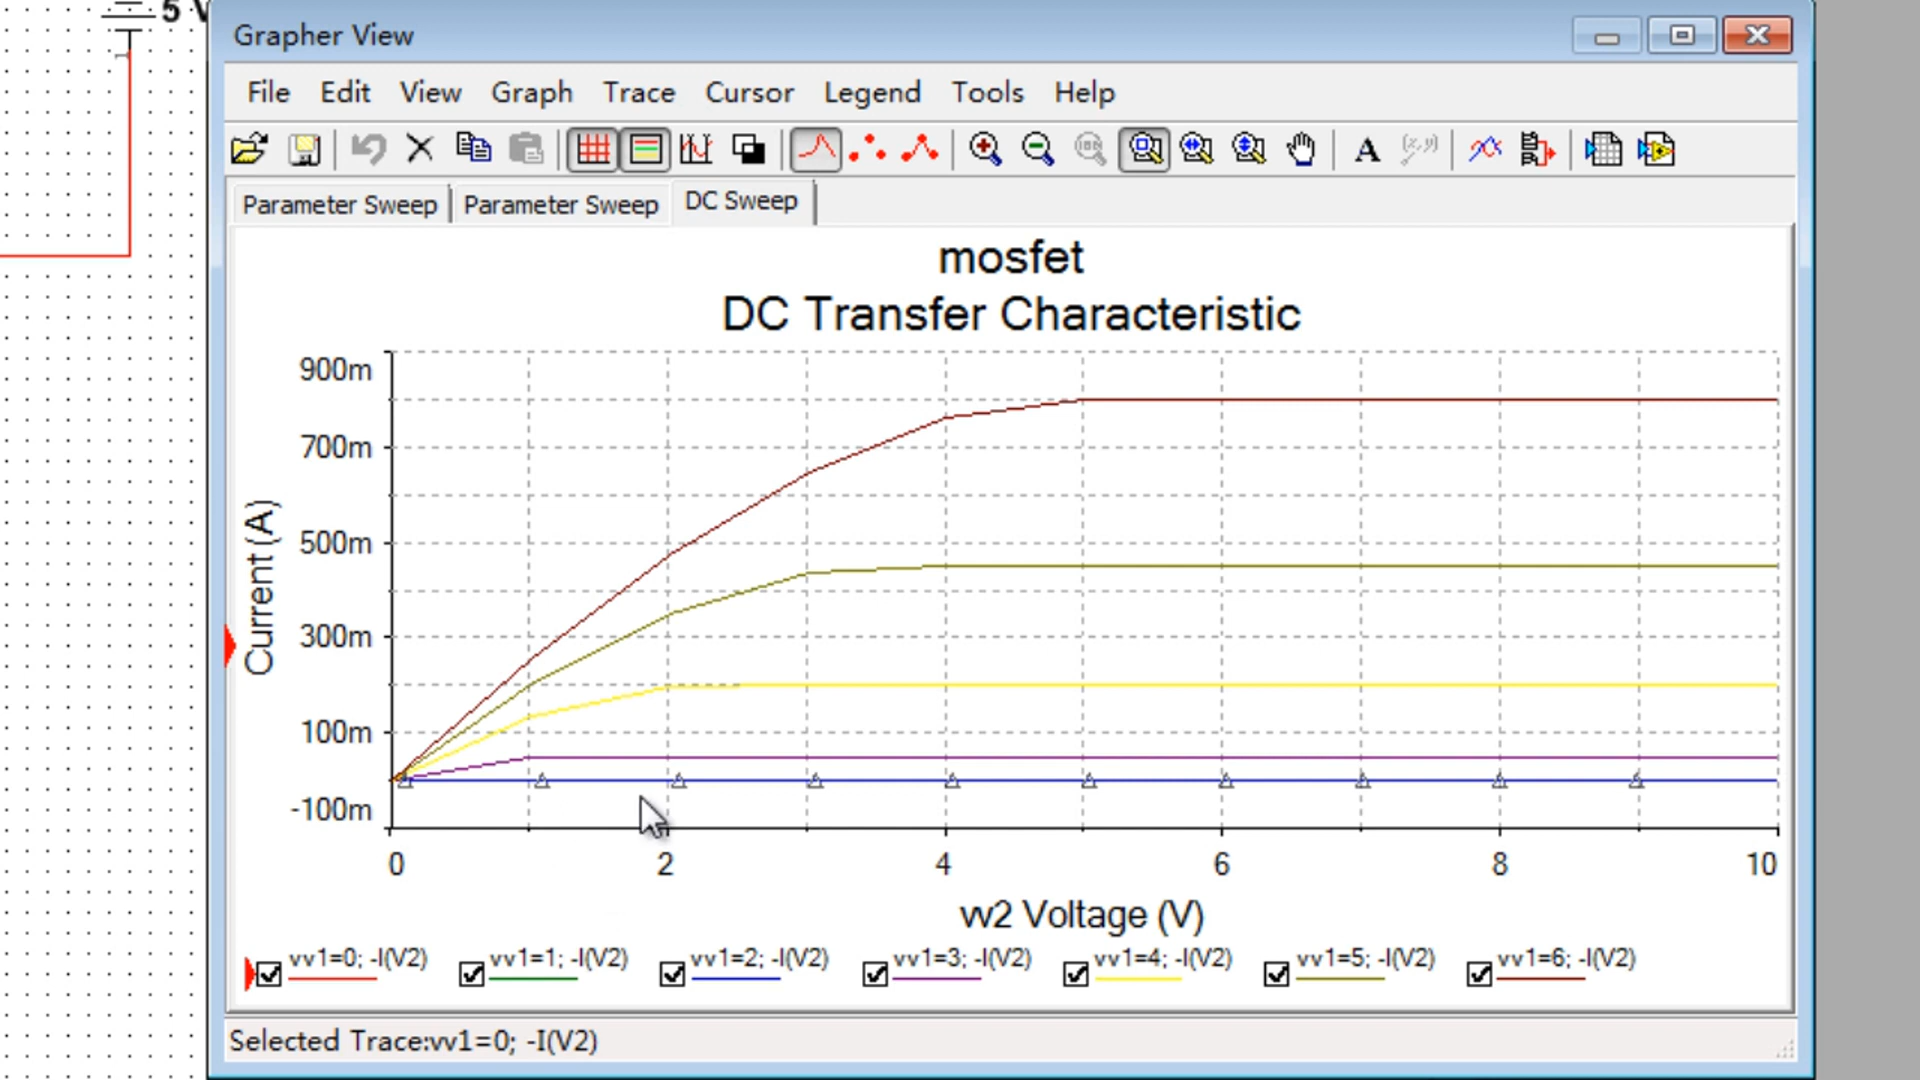 5 V
Grapher View
File Edit View Graph Trace Cursor Legend Tools Help
A
Parameter Sweep Parameter Sweep DC Sweep
mosfet
DC Transfer Characteristic
900m
700m
500m
300m
100m
-100m
Current (A)
0 2 4 6 8 10
vv2 Voltage (V)
vv1=0; -I(V2) vv1=1; -I(V2) vv1=2; -I(V2) vv1=3; -I(V2) vv1=4; -I(V2) vv1=5; -I(V2) vv1=6; -I(V2)
Selected Trace:vv1=0; -I(V2)